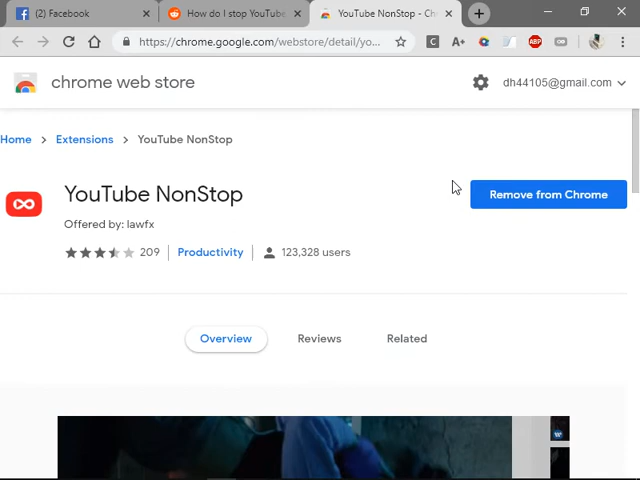 (2) Facebook
How do I stop YouTube
YouTube NonStop - Ch
https://chrome.google.com/webstore/detail/yo...
C A+ ABP
chrome web store
dh44105@gmail.com
Home > Extensions > YouTube NonStop
YouTube NonStop
Remove from Chrome
Offered by: lawfx
209 Productivity 123,328 users
Overview Reviews Related